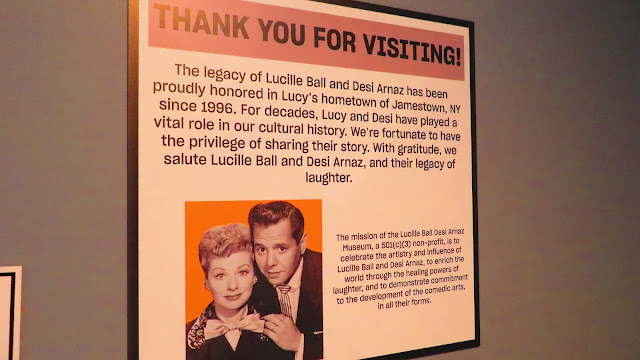 THANK YOU FOR VISITING!
The legacy of Lucille Ball and Desi Arnaz has been
proudly honored in Lucy's hometown of Jamestown, NY
since 1996. For decades, Lucy and Desi have played a
vital role in our cultural history. We're fortunate to have
the privilege of sharing their story. With gratitude, we
salute Lucille Ball and Desi Arnaz, and their legacy of
laughter.
The mission of the Lucille Ball Desi Arnaz
Museum, a 501(c)(3) non-profit, is to
celebrate the artistry and influence of
Lucille Ball and Desi Arnaz, to enrich the
world through the healing powers of
laughter, and to demonstrate commitment
to the development of the comedic arts,
in all their forms.